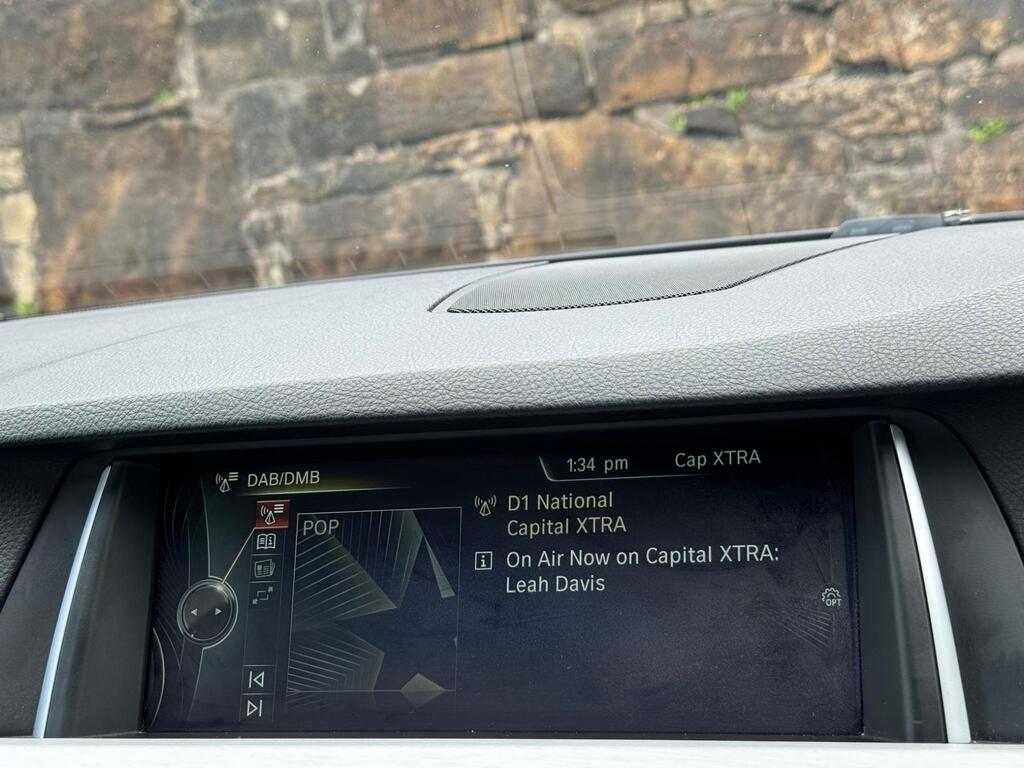 DAB/DMB
1:34 pm
Cap XTRA
POP
D1 National
Capital XTRA
On Air Now on Capital XTRA:
Leah Davis
OPT